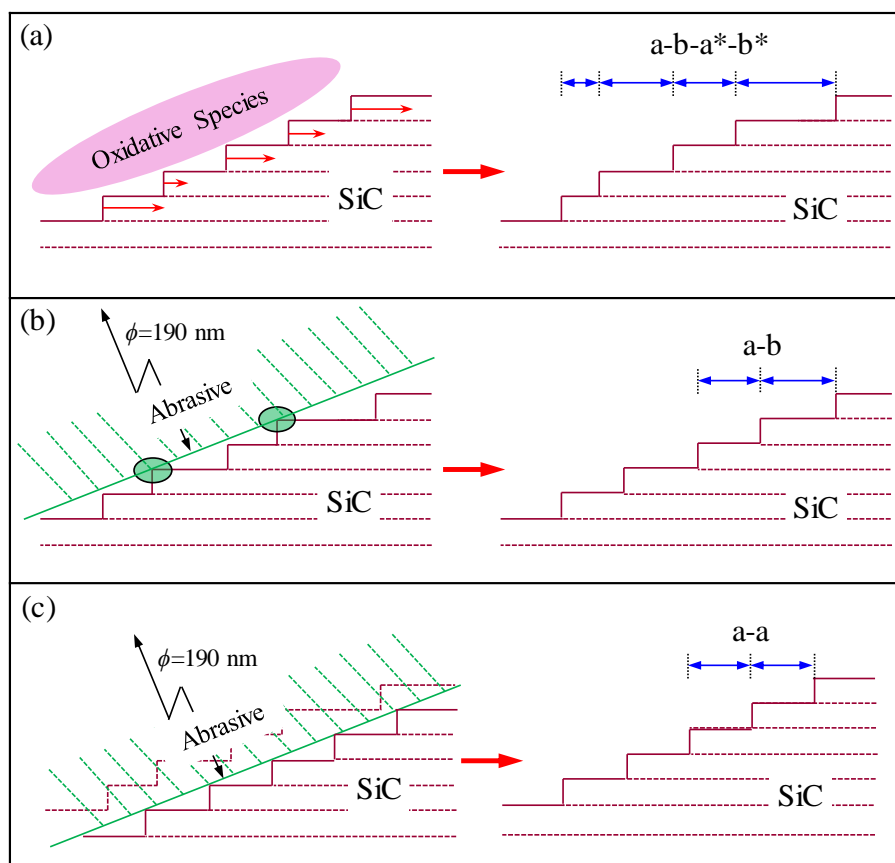 (a)
a-b-a*-b*
Oxidative Species
SiC
SiC
(b)
ϕ=190 nm
a-b
Abrasive
SiC
SiC
(c)
a-a
ϕ=190 nm
Abrasive
SiC
SiC